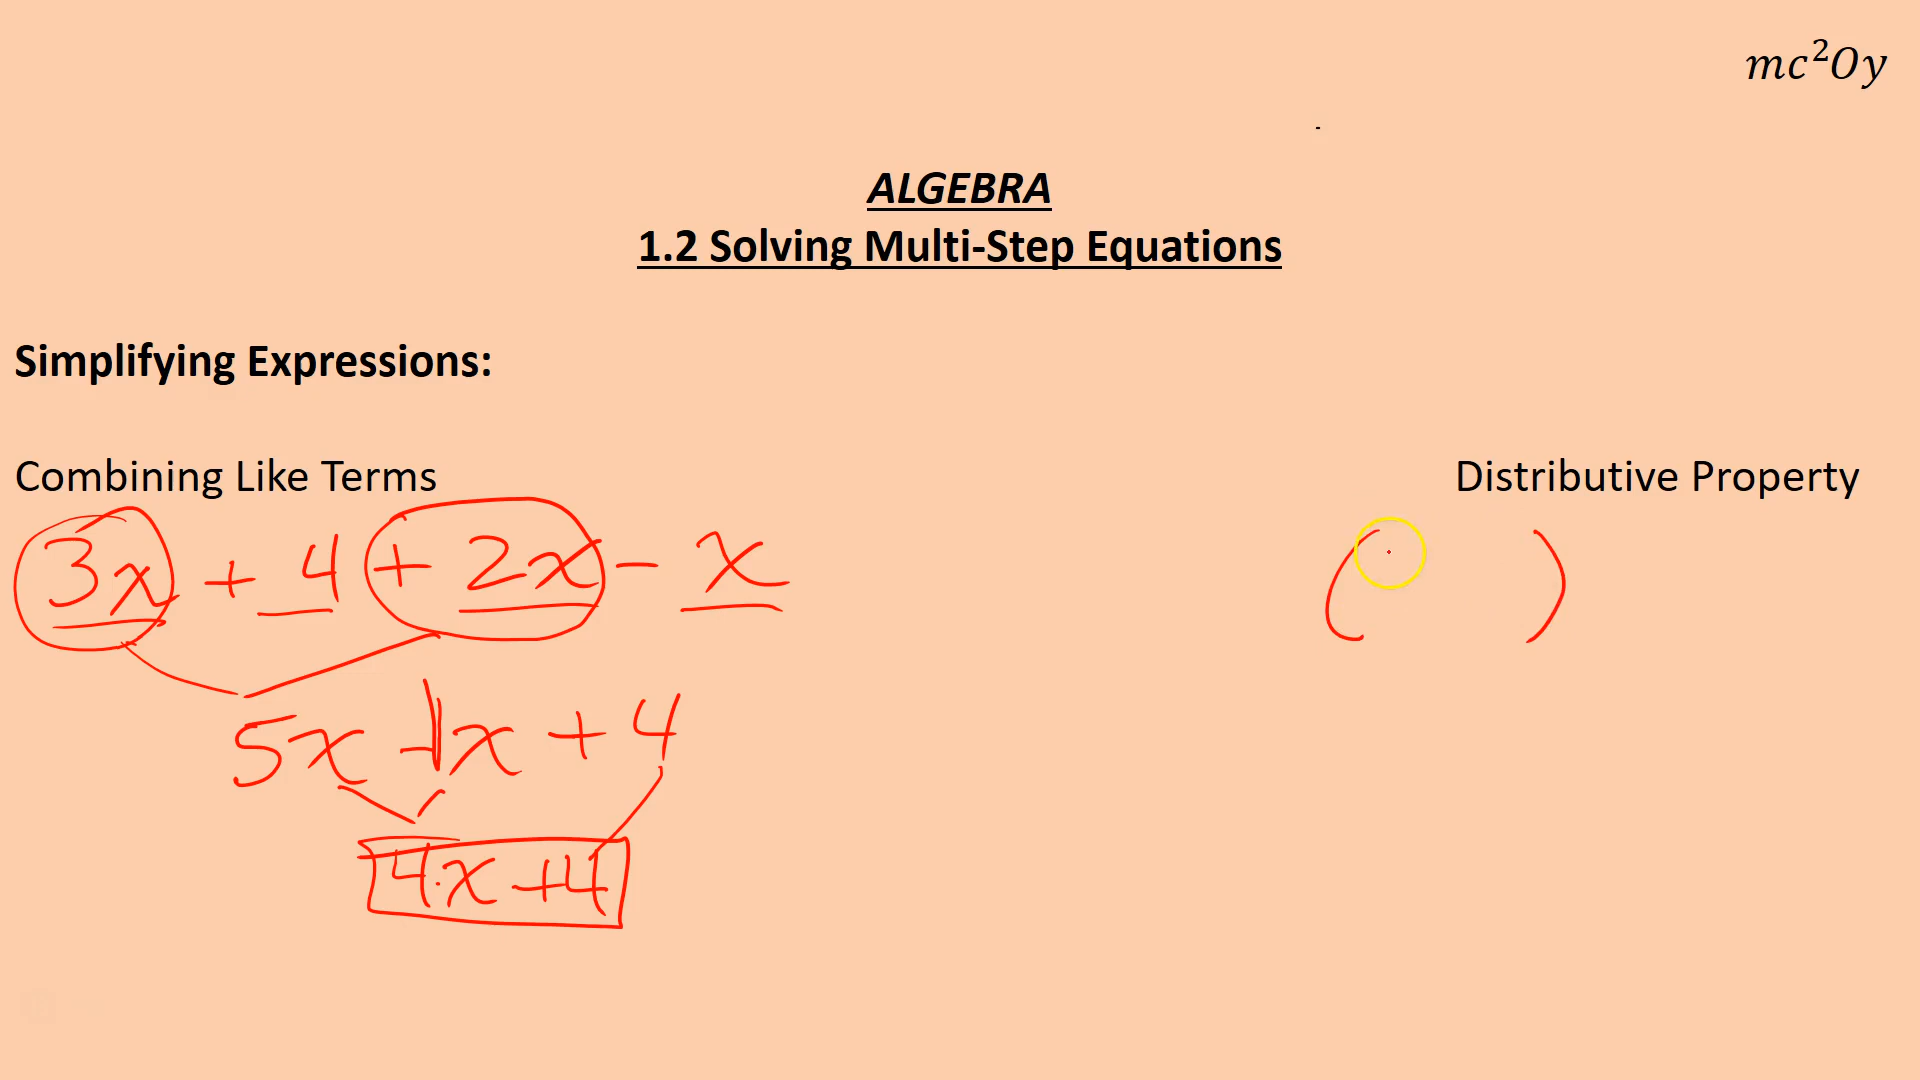 mc²Oy
ALGEBRA
1.2 Solving Multi-Step Equations
Simplifying Expressions:
Combining Like Terms
Distributive Property
3x + 4 + 2x - x
(    )
5x - 1x + 4
4x + 4